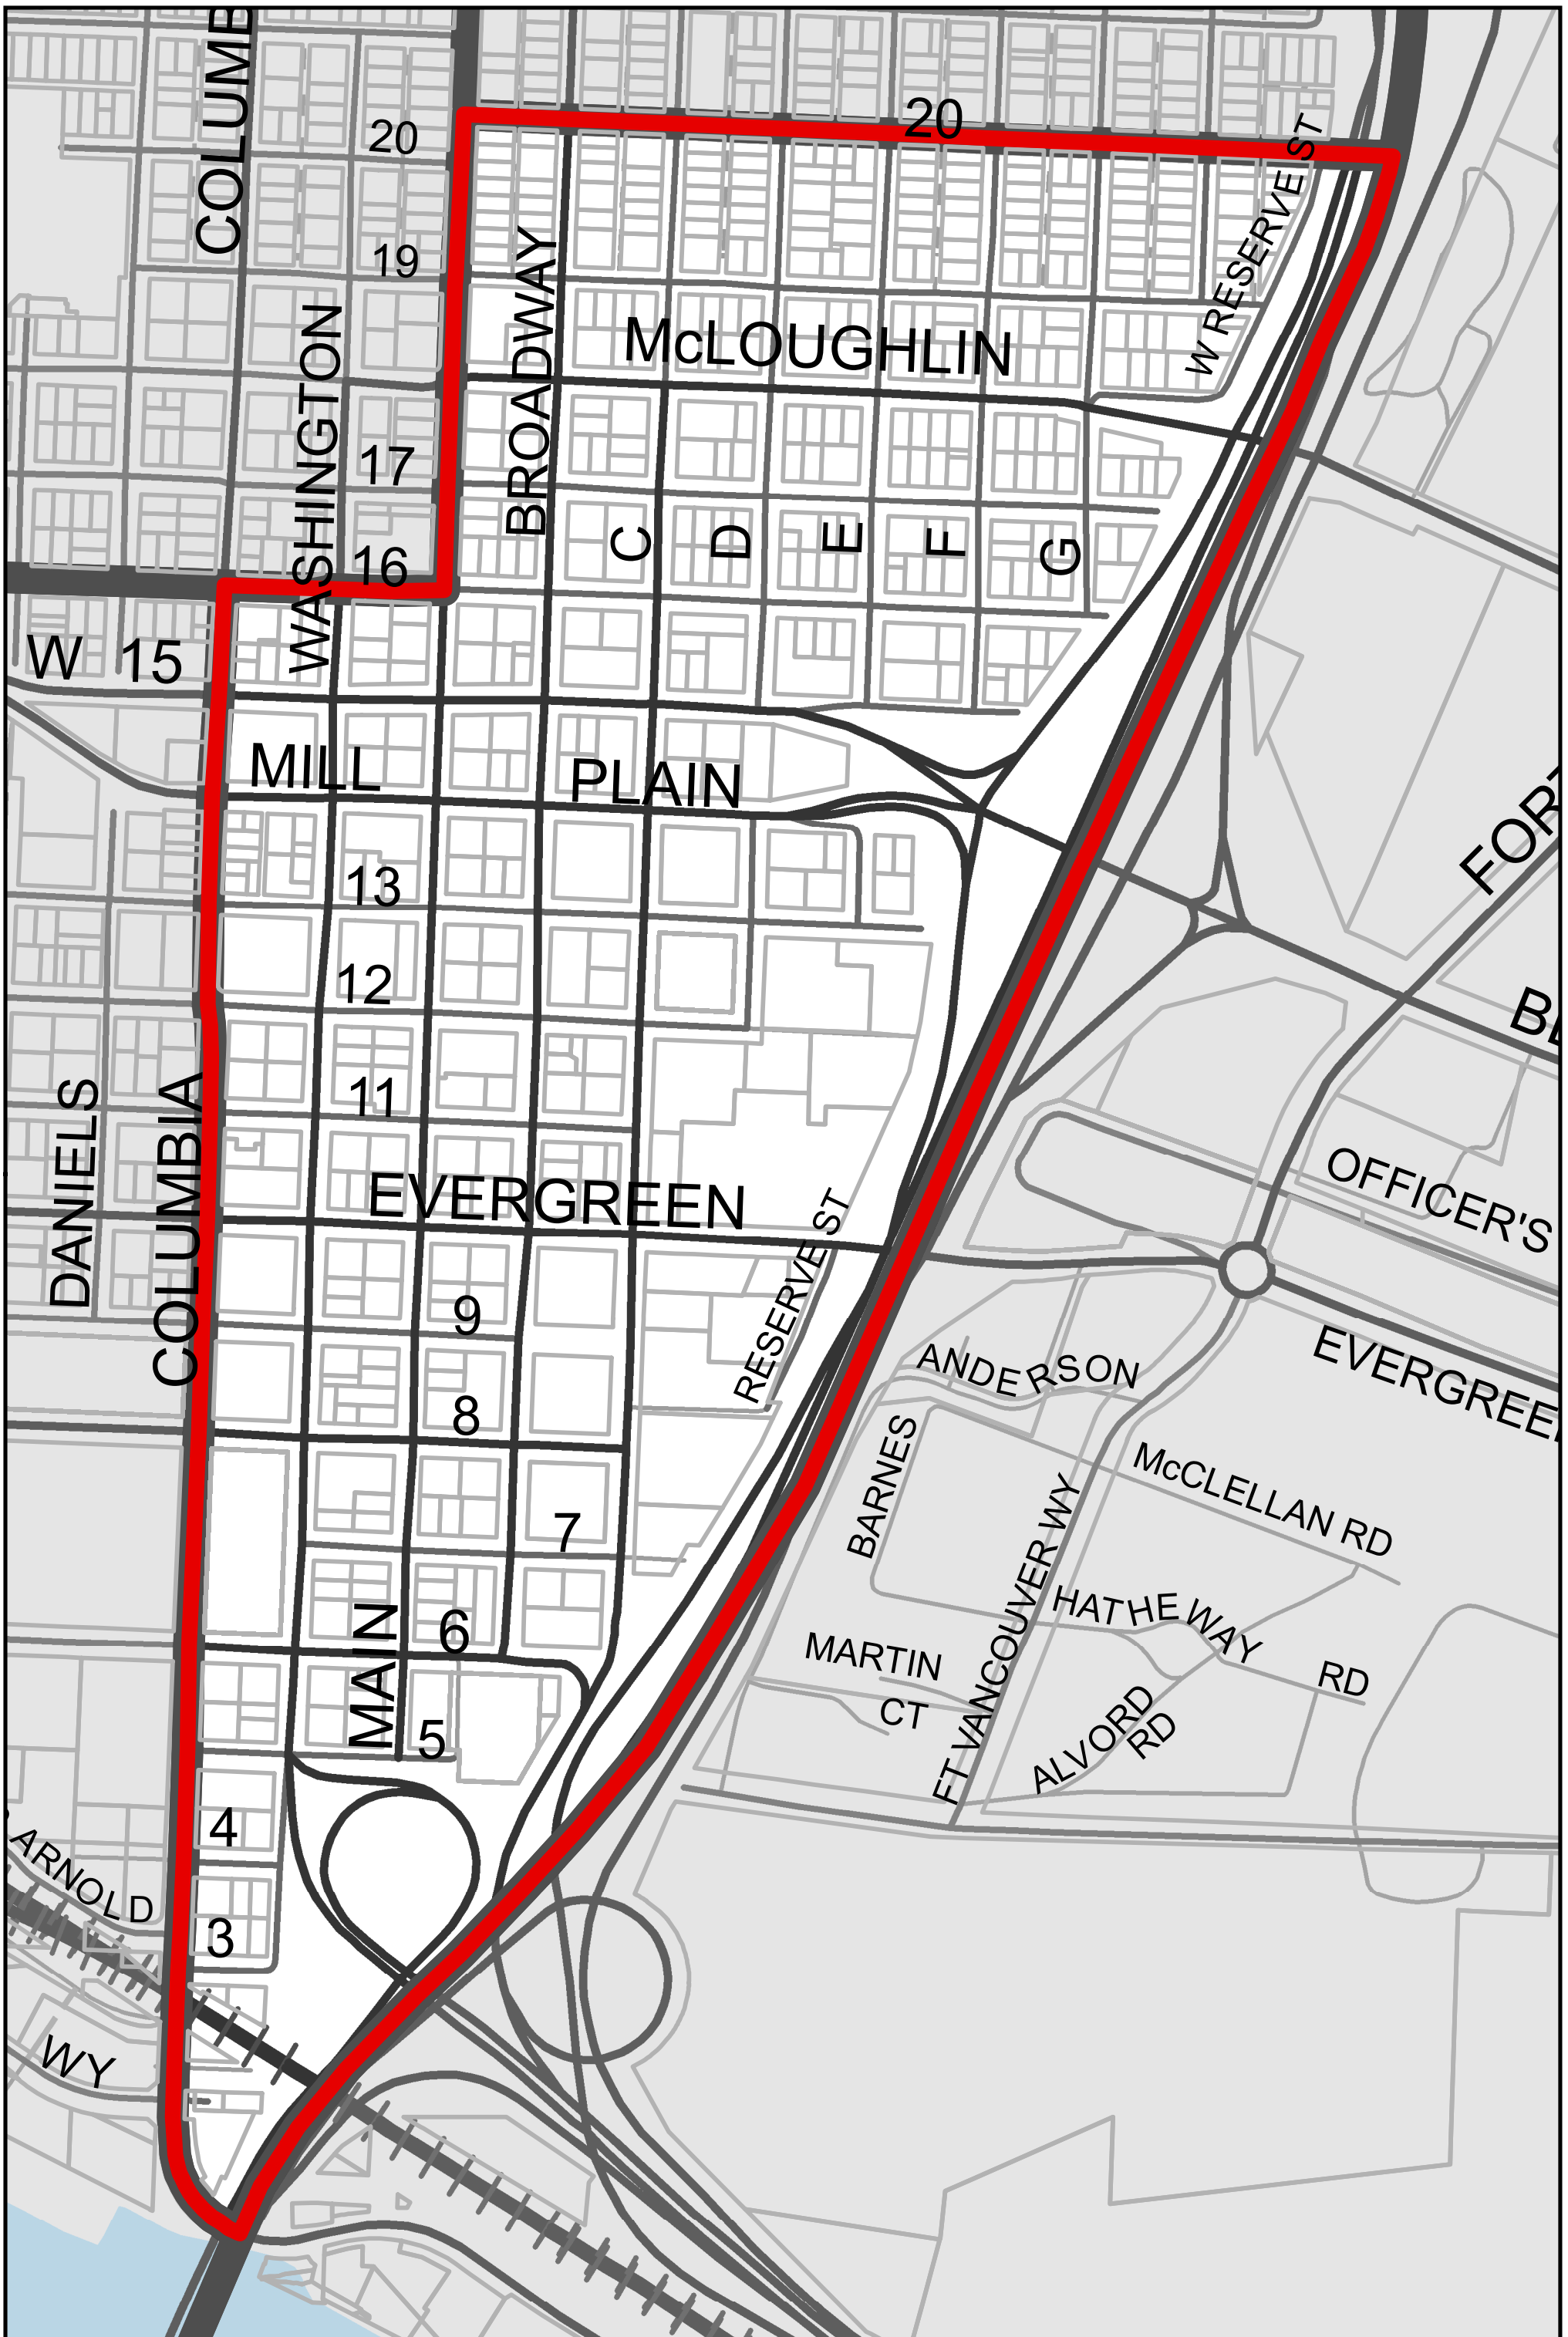 COLUMB
20
20
W RESERVE ST
19
BROADWAY
WASHINGTON
McLOUGHLIN
17
16
C
D
E
F
G
W 15
MILL PLAIN
FORT
13
12
BL
11
DANIELS
COLUMBIA
EVERGREEN
OFFICER'S
RESERVE ST
9
EVERGREE
8
ANDERSON
BARNES
McCLELLAN RD
7
FT VANCOUVER WY
MAIN
6
HATHEWAY RD
MARTIN CT
5
ALVORD RD
4
ARNOLD
3
WY